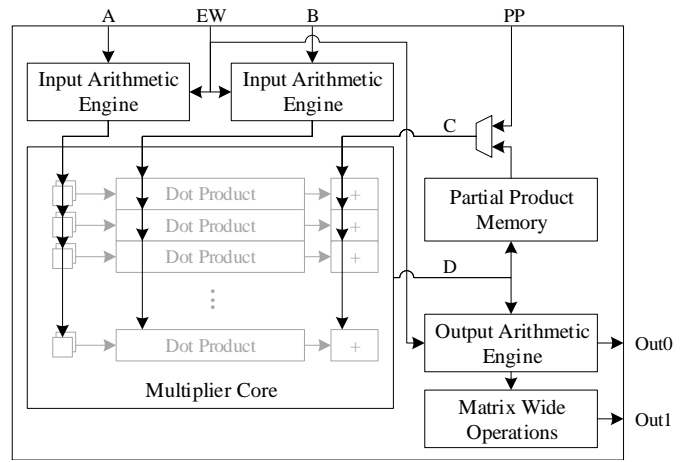 A EW B PP
Input Arithmetic
Engine
Input Arithmetic
Engine
C
Dot Product +
Dot Product +
Dot Product +
Dot Product +
Multiplier Core
Partial Product
Memory
D
Output Arithmetic
Engine
Out0
Matrix Wide
Operations
Out1